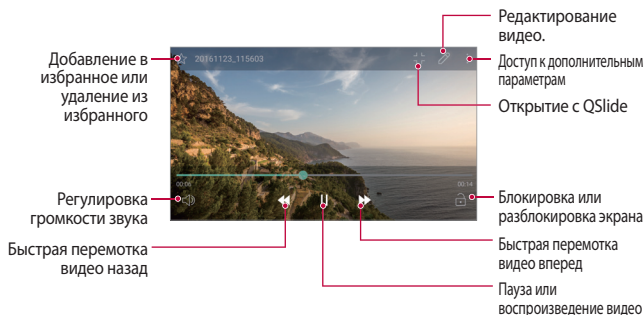 Редактирование
видео.
Добавление в
избранное или
удаление из
избранного
20161123_115603
Доступ к дополнительным
параметрам
Открытие с QSlide
00:06
00:14
Регулировка
громкости звука
Блокировка или
разблокировка экрана
Быстрая перемотка
видео назад
Быстрая перемотка
видео вперед
Пауза или
воспроизведение видео